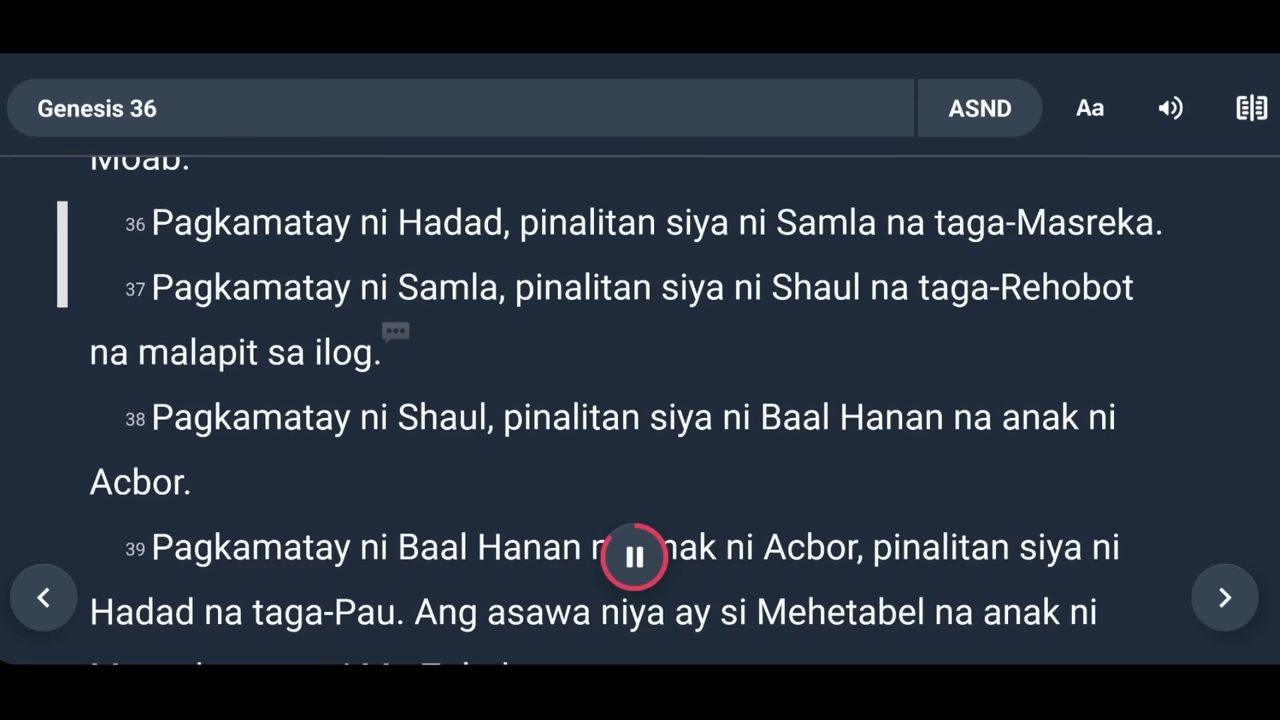 Genesis 36
ASND
Aa
Moab.
36 Pagkamatay ni Hadad, pinalitan siya ni Samla na taga-Masreka.
37 Pagkamatay ni Samla, pinalitan siya ni Shaul na taga-Rehobot
na malapit sa ilog.
38 Pagkamatay ni Shaul, pinalitan siya ni Baal Hanan na anak ni
Acbor.
39 Pagkamatay ni Baal Hanan ni Acbor, pinalitan siya ni
Hadad na taga-Pau. Ang asawa niya ay si Mehetabel na anak ni